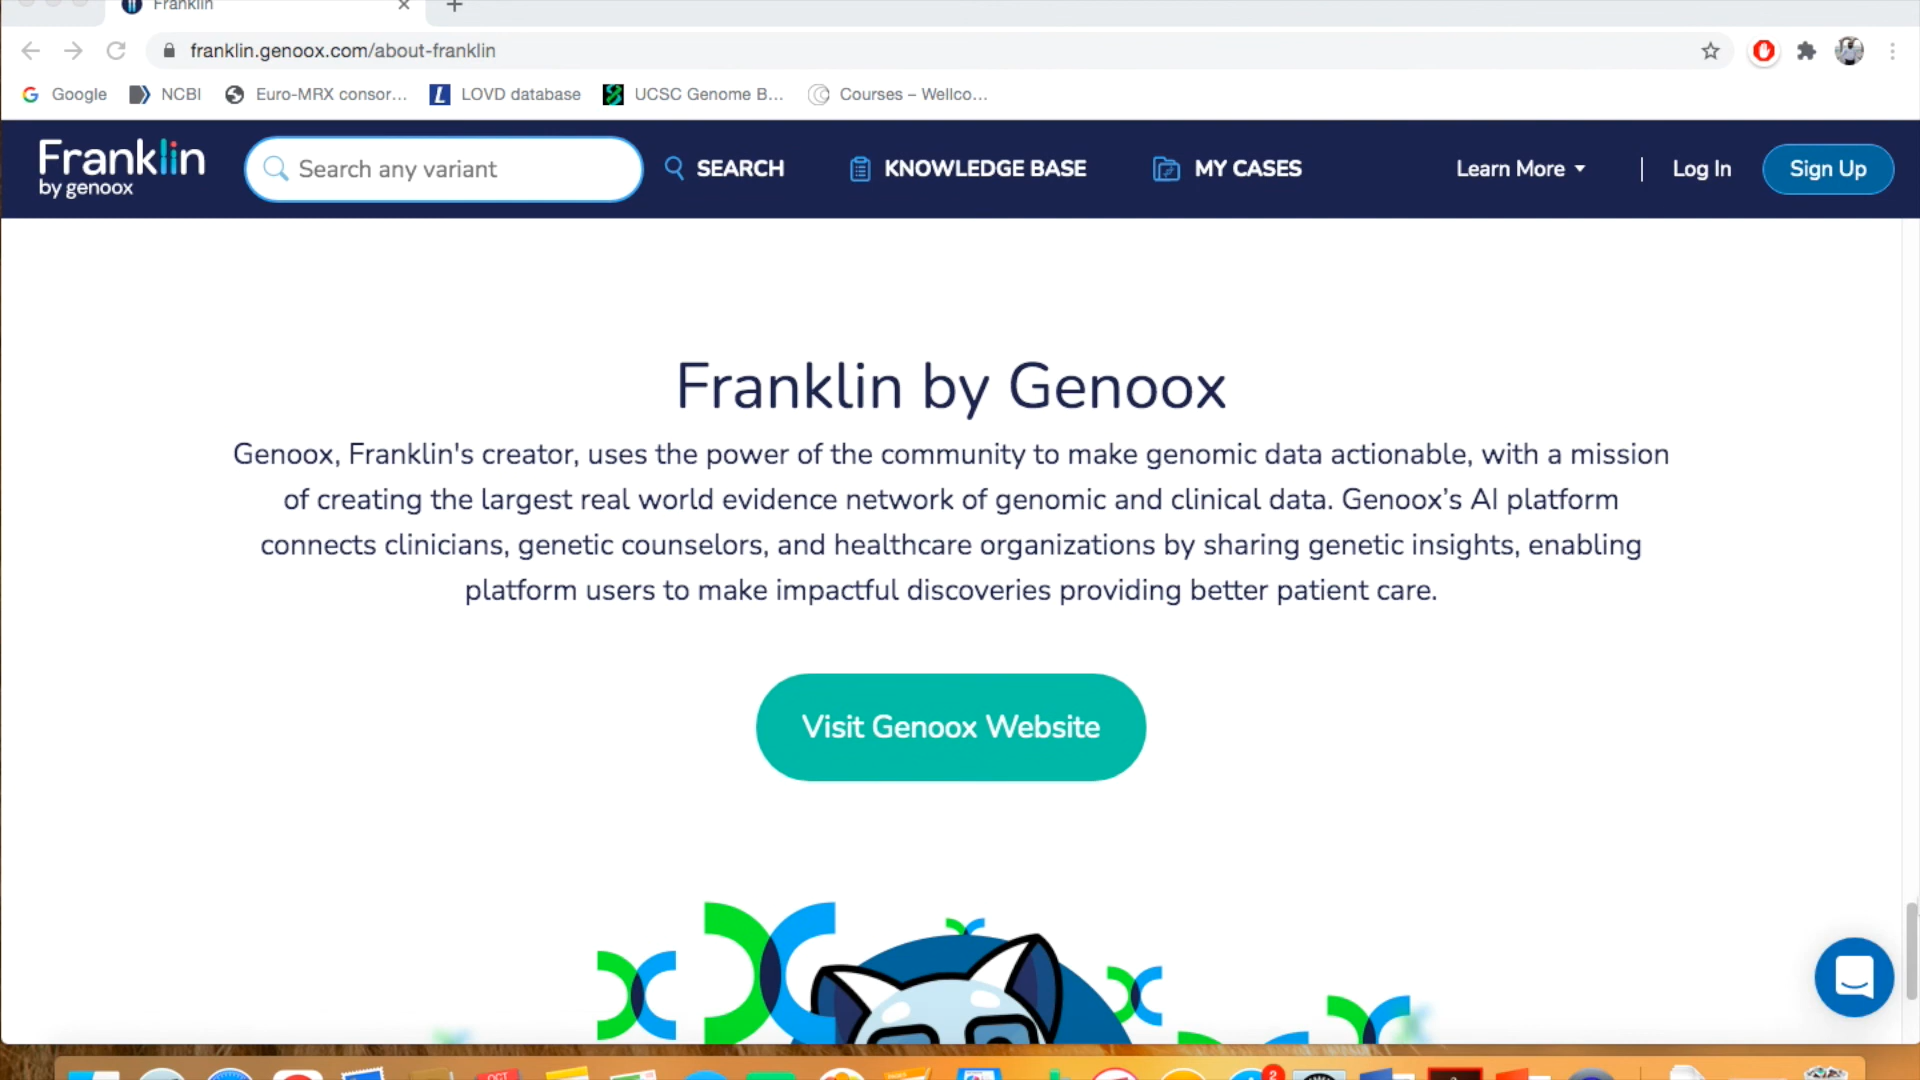 Franklin
franklin.genoox.com/about-franklin
Google NCBI Euro-MRX consor... LOVD database UCSC Genome B... Courses – Wellco...
Franklin
by genoox
Search any variant
SEARCH
KNOWLEDGE BASE
MY CASES
Learn More
Log In
Sign Up
Franklin by Genoox
Genoox, Franklin's creator, uses the power of the community to make genomic data actionable, with a mission
of creating the largest real world evidence network of genomic and clinical data. Genoox’s AI platform
connects clinicians, genetic counselors, and healthcare organizations by sharing genetic insights, enabling
platform users to make impactful discoveries providing better patient care.
Visit Genoox Website
OCT
PAGES
2